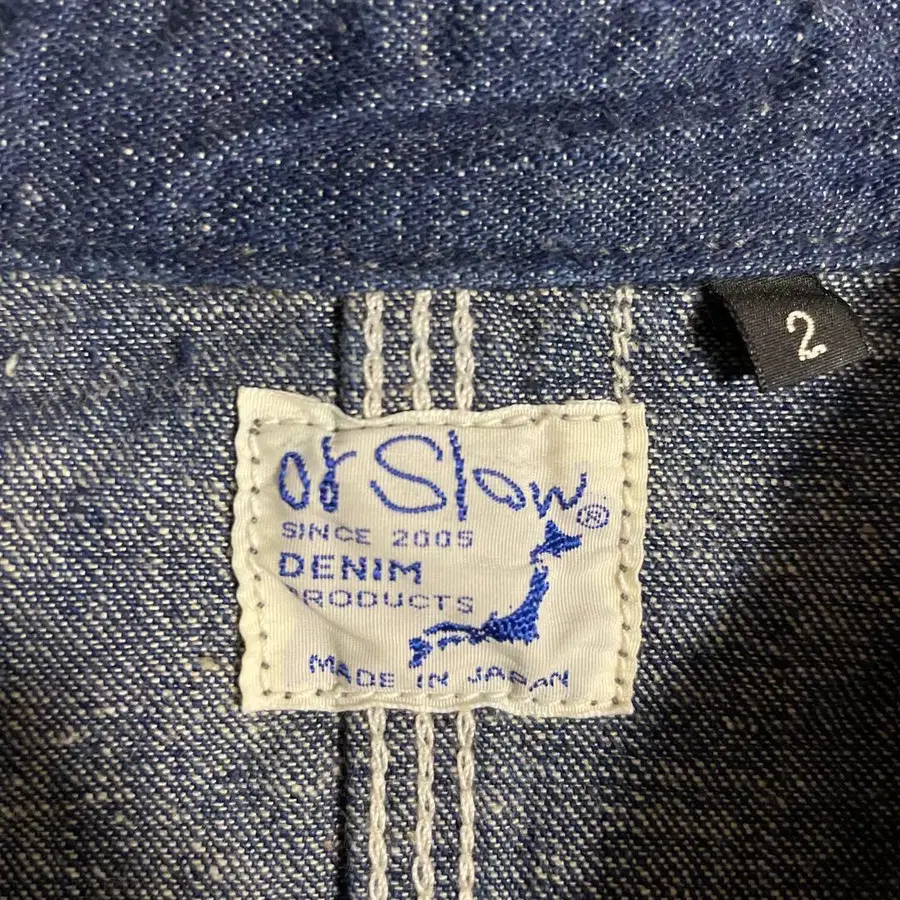 or Slow
®
SINCE 2005
DENIM
PRODUCTS
MADE IN JAPAN
2